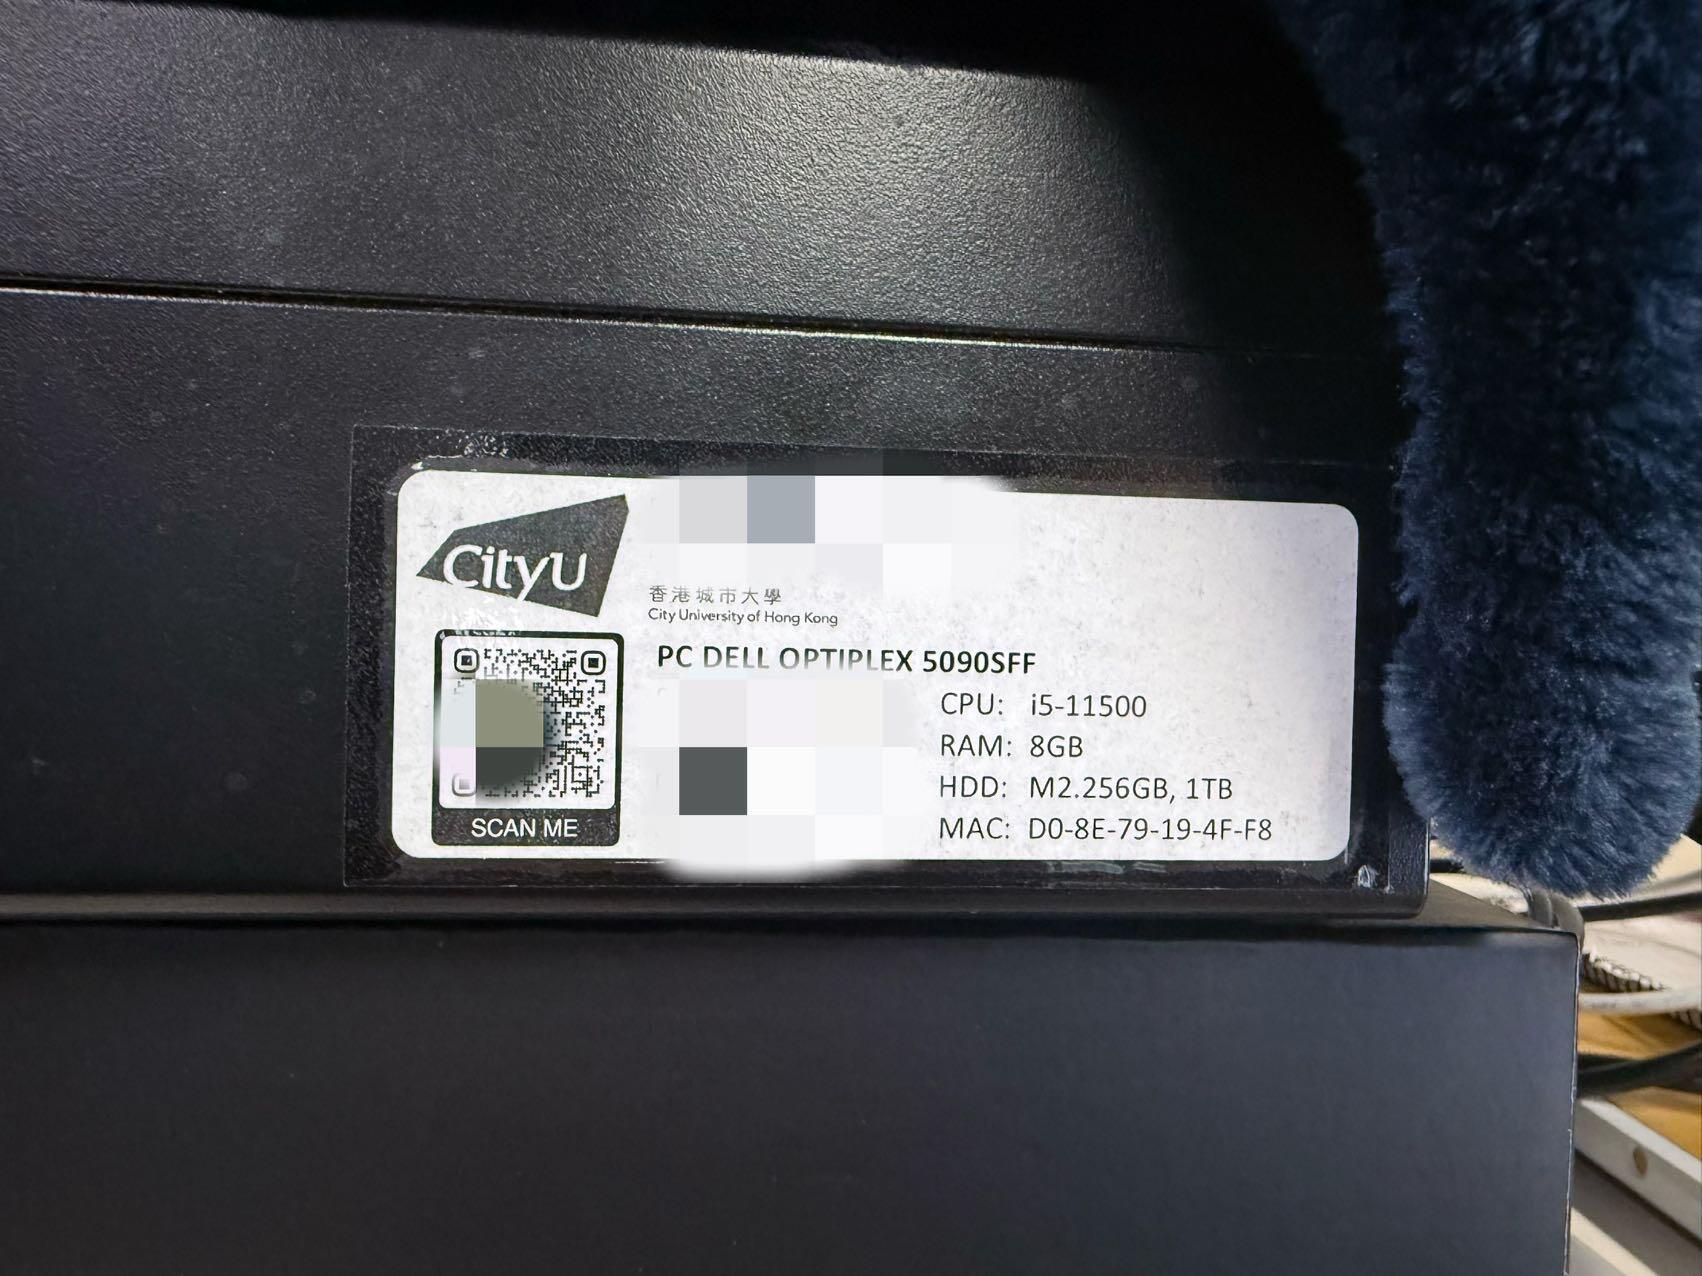 CityU
香港城市大學
City University of Hong Kong
PC DELL OPTIPLEX 5090SFF
CPU: i5-11500
RAM: 8GB
HDD: M2.256GB, 1TB
MAC: D0-8E-79-19-4F-F8
SCAN ME